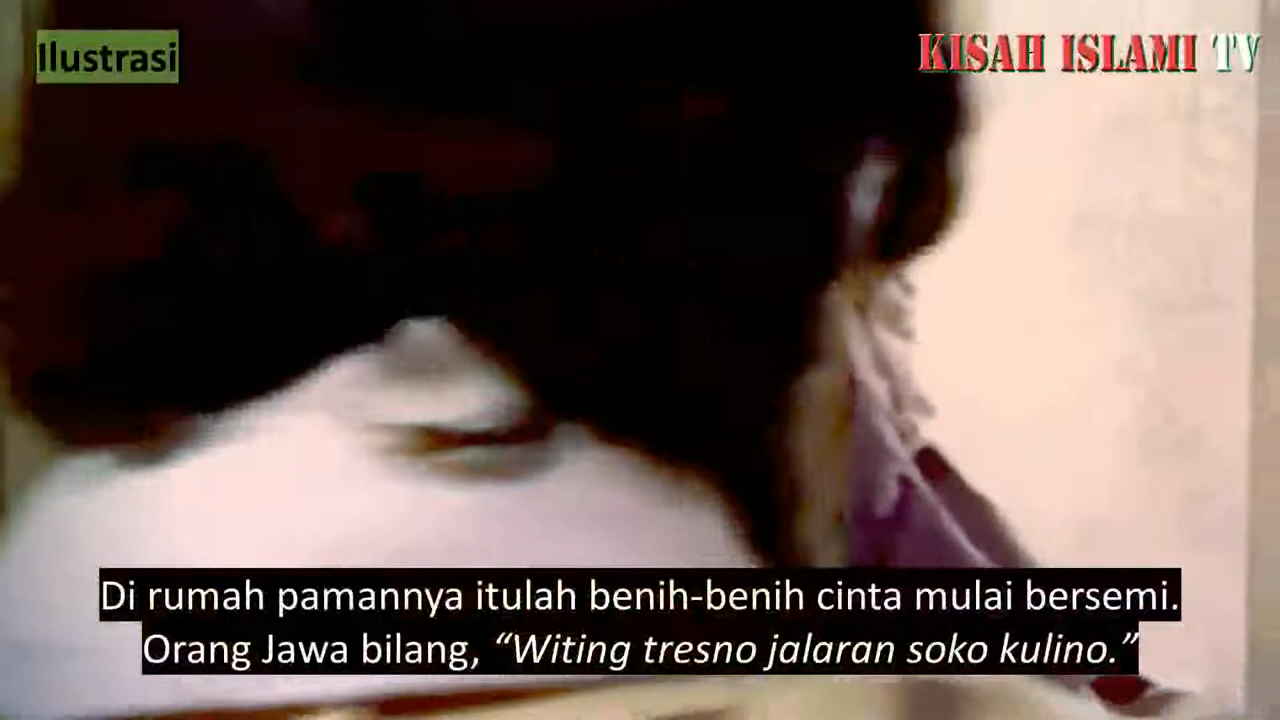 Ilustrasi
KISAH ISLAMI TV
Di rumah pamannya itulah benih-benih cinta mulai bersemi.
Orang Jawa bilang, “Witing tresno jalaran soko kulino.”